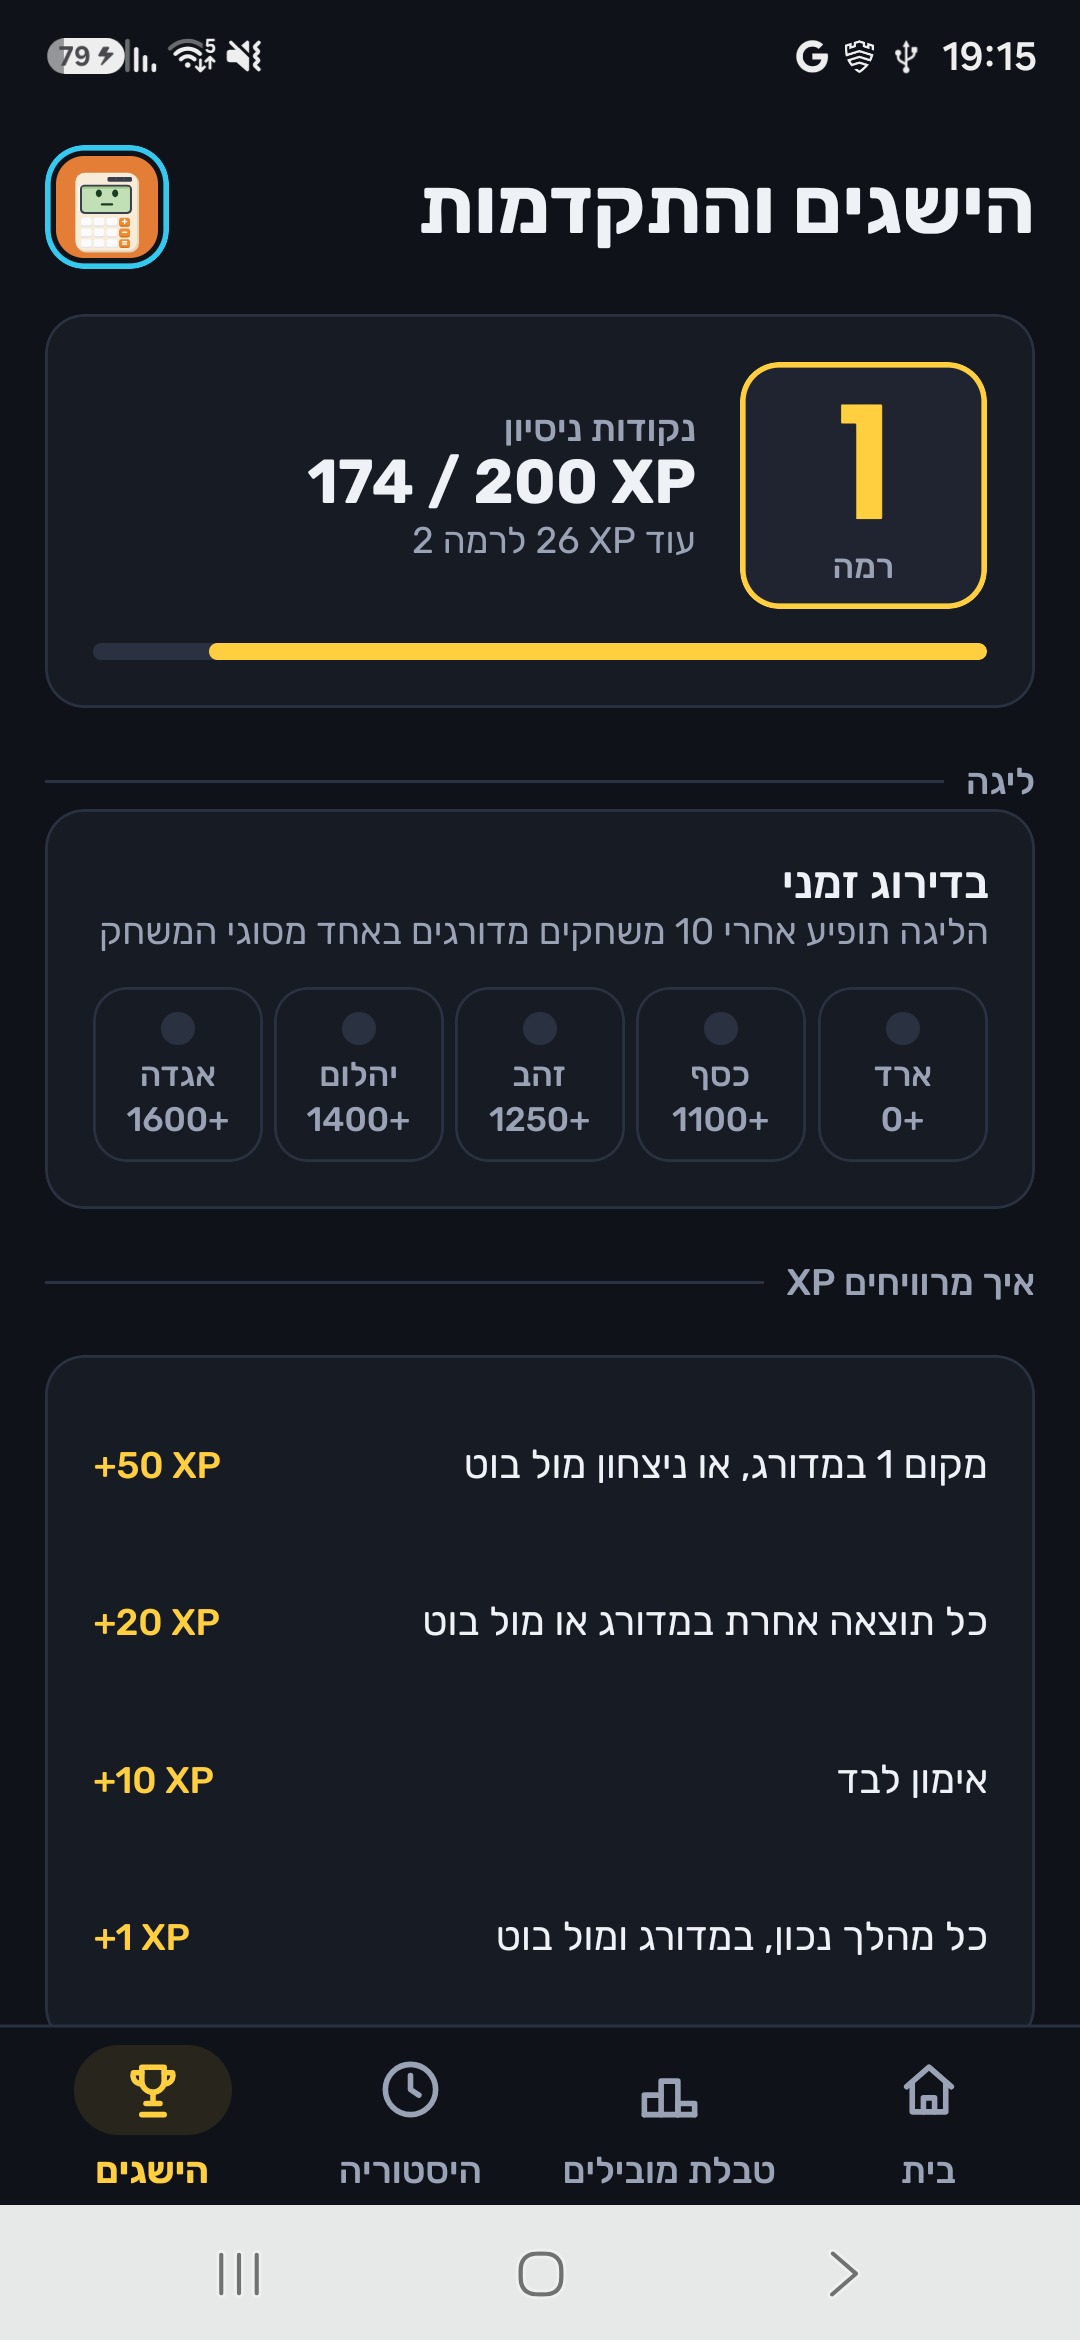 19:15
79
5
הישגים והתקדמות
1
רמה
נקודות ניסיון
174 / 200 XP
עוד 26 XP לרמה 2
ליגה
בדירוג זמני
הליגה תופיע אחרי 10 משחקים מדורגים באחד מסוגי המשחק
ארד
0+
כסף
1100+
זהב
1250+
יהלום
1400+
אגדה
1600+
איך מרוויחים XP
מקום 1 במדורג, או ניצחון מול בוט
+50 XP
כל תוצאה אחרת במדורג או מול בוט
+20 XP
אימון לבד
+10 XP
כל מהלך נכון, במדורג ומול בוט
+1 XP
בית
טבלת מובילים
היסטוריה
הישגים